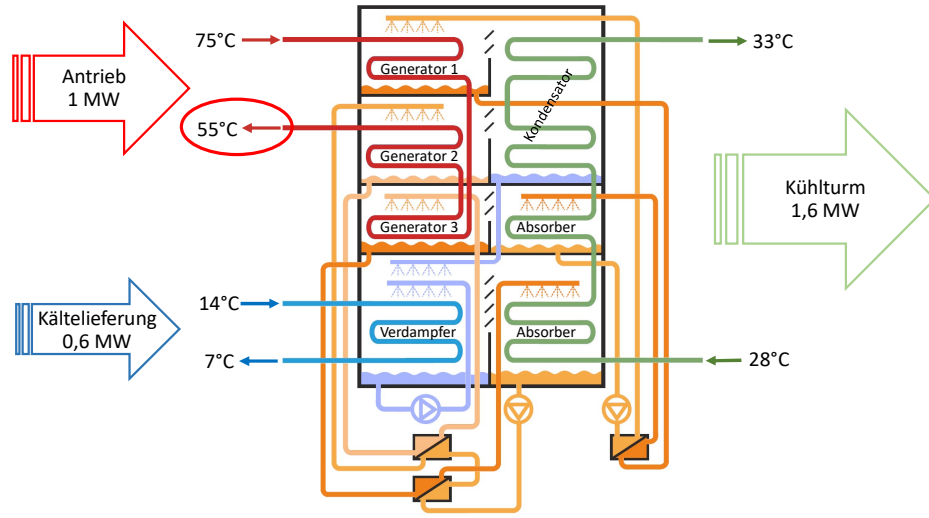 75°C
33°C
Antrieb
1 MW
Generator 1
Kondensator
55°C
Generator 2
Kühlturm
1,6 MW
Generator 3
Absorber
Kältelieferung
0,6 MW
14°C
Verdampfer
Absorber
7°C
28°C